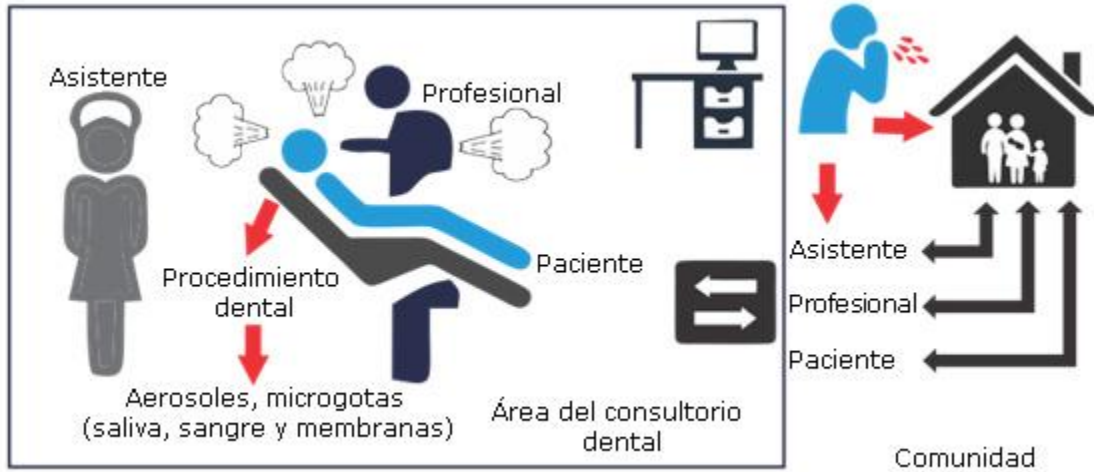 Asistente
Profesional
Paciente
Procedimiento
dental
Aerosoles, microgotas
(saliva, sangre y membranas)
Área del consultorio
dental
Asistente
Profesional
Paciente
Comunidad